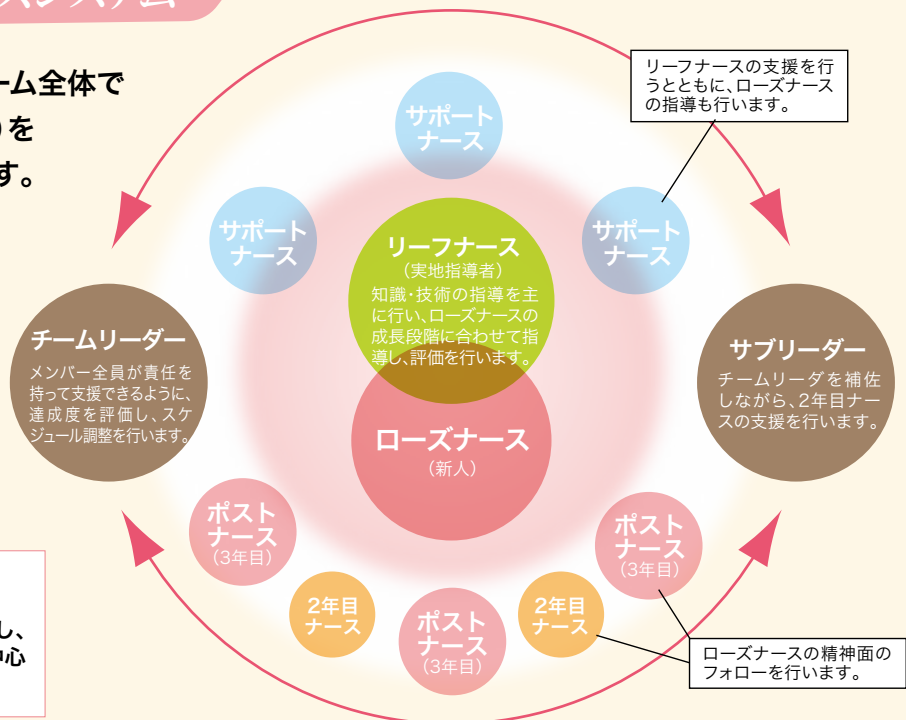 スシステム
ーム全体で
を
す。
リーフナースの支援を行
うとともに、ローズナース
の指導も行います。
サポート
ナース
サポート
ナース
サポート
ナース
リーフナース
(実地指導者)
知識・技術の指導を主
に行い、ローズナースの
成長段階に合わせて指
導し、評価を行います。
チームリーダー
メンバー全員が責任を
持って支援できるように、
達成度を評価し、スケ
ジュール調整を行います。
サブリーダー
チームリーダを補佐
しながら、2年目ナー
スの支援を行います。
ローズナース
(新人)
ポスト
ナース
(3年目)
ポスト
ナース
(3年目)
2年目
ナース
ポスト
ナース
(3年目)
2年目
ナース
し、
心
ローズナースの精神面の
フォローを行います。